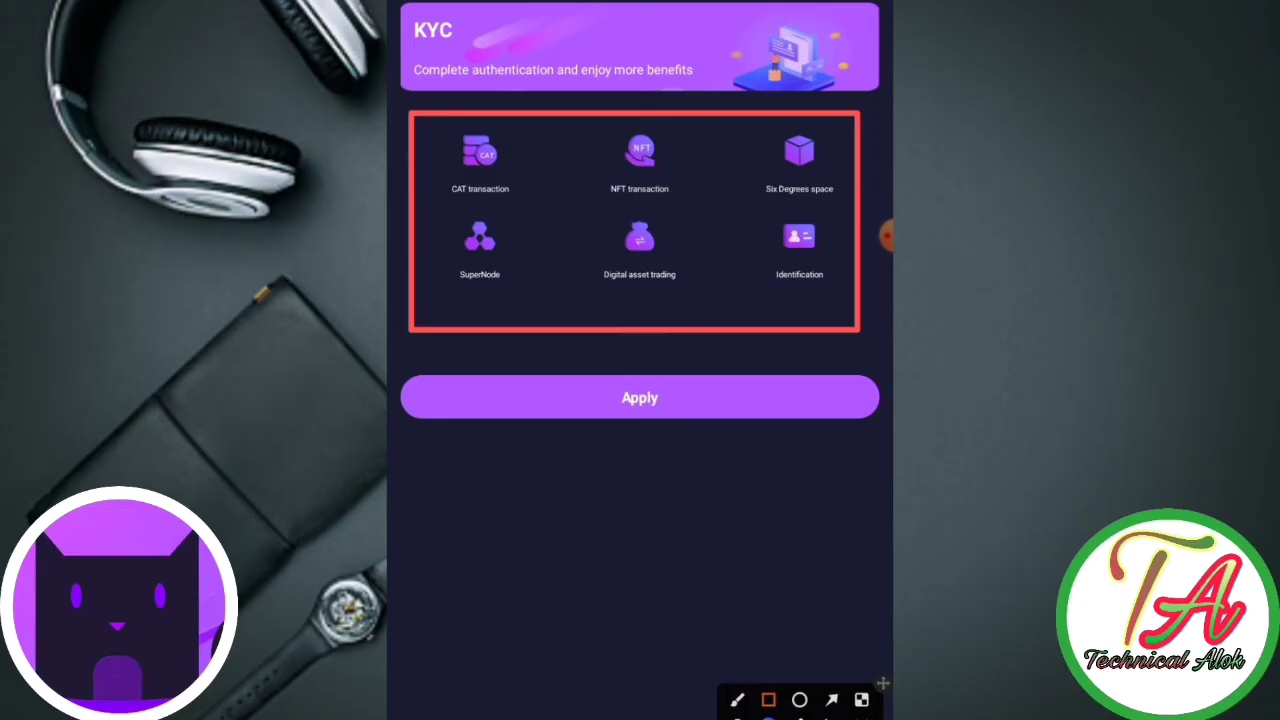 KYC
Complete authentication and enjoy more benefits
CAT
NFT
CAT transaction
NFT transaction
Six Degrees space
SuperNode
Digital asset trading
Identification
Apply
TA
Technical Alok